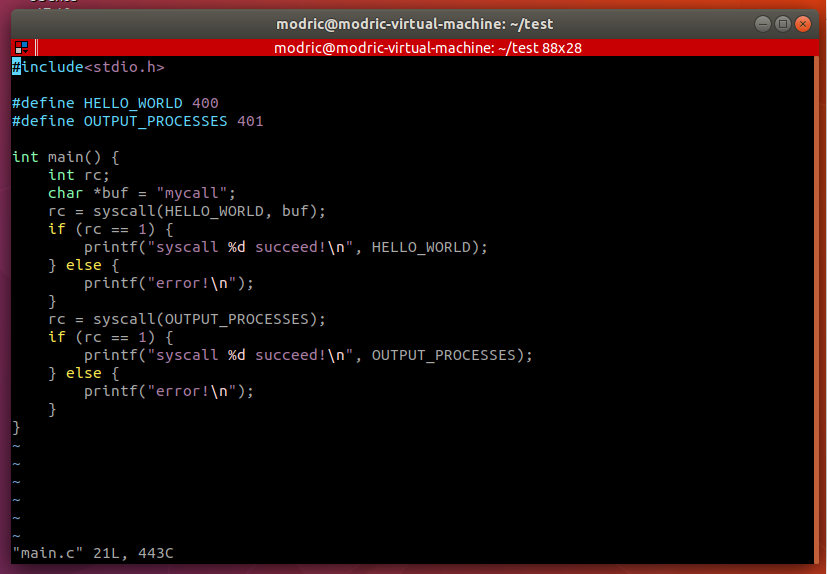 modric@modric-virtual-machine: ~/test
modric@modric-virtual-machine: ~/test 88x28
#include<stdio.h>

#define HELLO_WORLD 400
#define OUTPUT_PROCESSES 401

int main() {
    int rc;
    char *buf = "mycall";
    rc = syscall(HELLO_WORLD, buf);
    if (rc == 1) {
        printf("syscall %d succeed!\n", HELLO_WORLD);
    } else {
        printf("error!\n");
    }
    rc = syscall(OUTPUT_PROCESSES);
    if (rc == 1) {
        printf("syscall %d succeed!\n", OUTPUT_PROCESSES);
    } else {
        printf("error!\n");
    }
}
~
~
~
~
~
~
"main.c" 21L, 443C